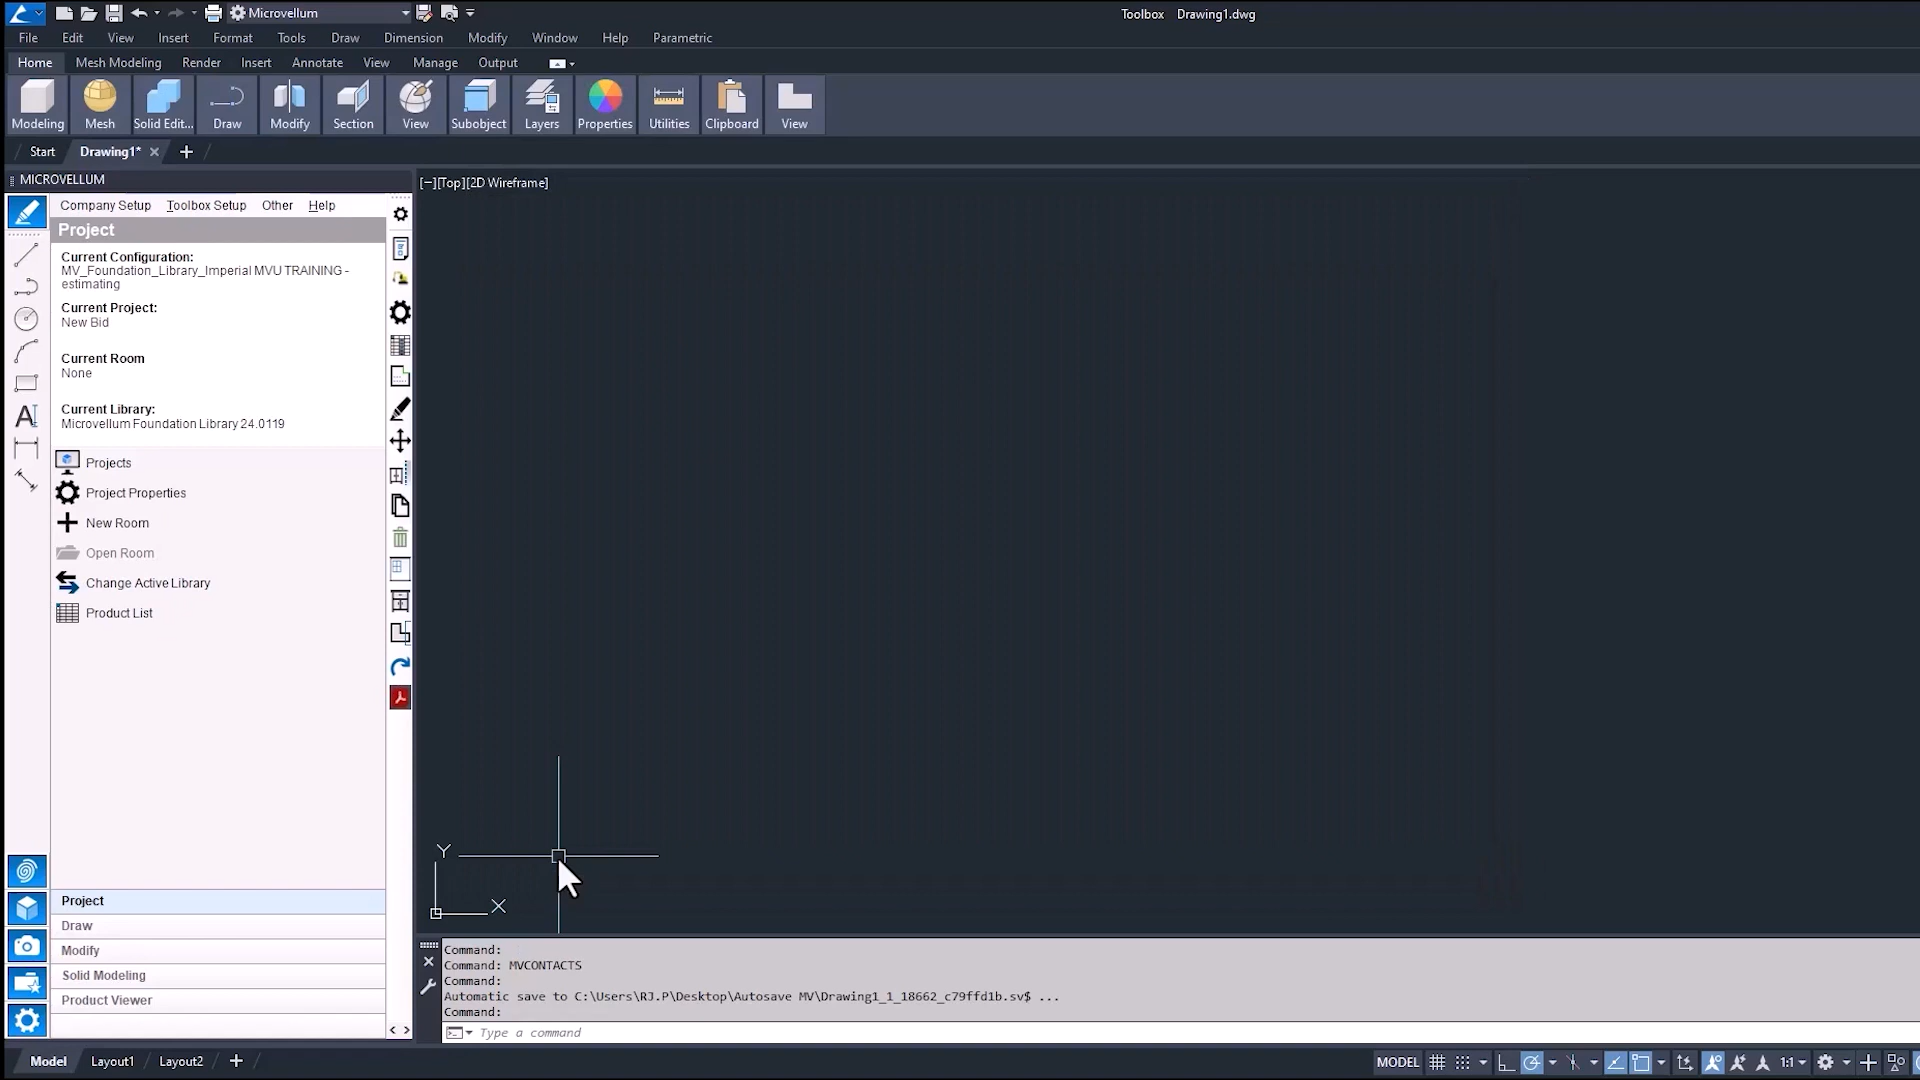 Microvellum
Toolbox Drawing1.dwg
File Edit View Insert Format Tools Draw Dimension Modify Window Help Parametric
Home Mesh Modeling Render Insert Annotate View Manage Output
Modeling Mesh Solid Edit... Draw Modify Section View Subobject Layers Properties Utilities Clipboard View
Start Drawing1*
MICROVELLUM
[−][Top][2D Wireframe]
Company Setup Toolbox Setup Other Help
Project
Current Configuration:
MV_Foundation_Library_Imperial MVU TRAINING -
estimating
Current Project:
New Bid
Current Room
None
Current Library:
Microvellum Foundation Library 24.0119
Projects
Project Properties
New Room
Open Room
Change Active Library
Product List
Y
X
Project
Draw
Modify
Solid Modeling
Product Viewer
Command:
Command: MVCONTACTS
Command:
Automatic save to C:\Users\RJ.P\Desktop\Autosave MV\Drawing1_1_18662_c79ffd1b.sv$ ...
Command:
Type a command
Model Layout1 Layout2
MODEL 1:1